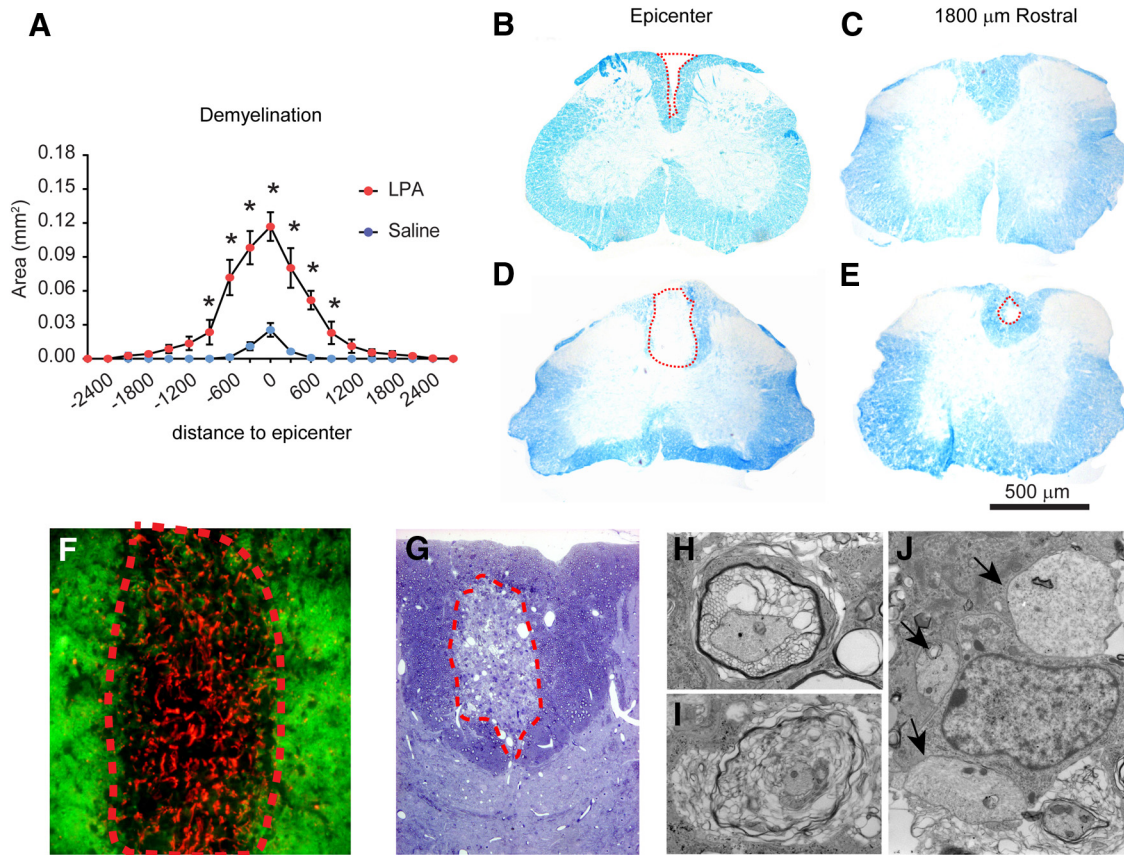 A
Demyelination
Area (mm²)
0.18
0.15
0.12
0.09
0.06
0.03
0.00
* * * * * * *
LPA
Saline
-2400 -1800 -1200 -600 0 600 1200 1800 2400
distance to epicenter
Epicenter
1800 μm Rostral
B
C
D
E
500 μm
F
G
H
I
J